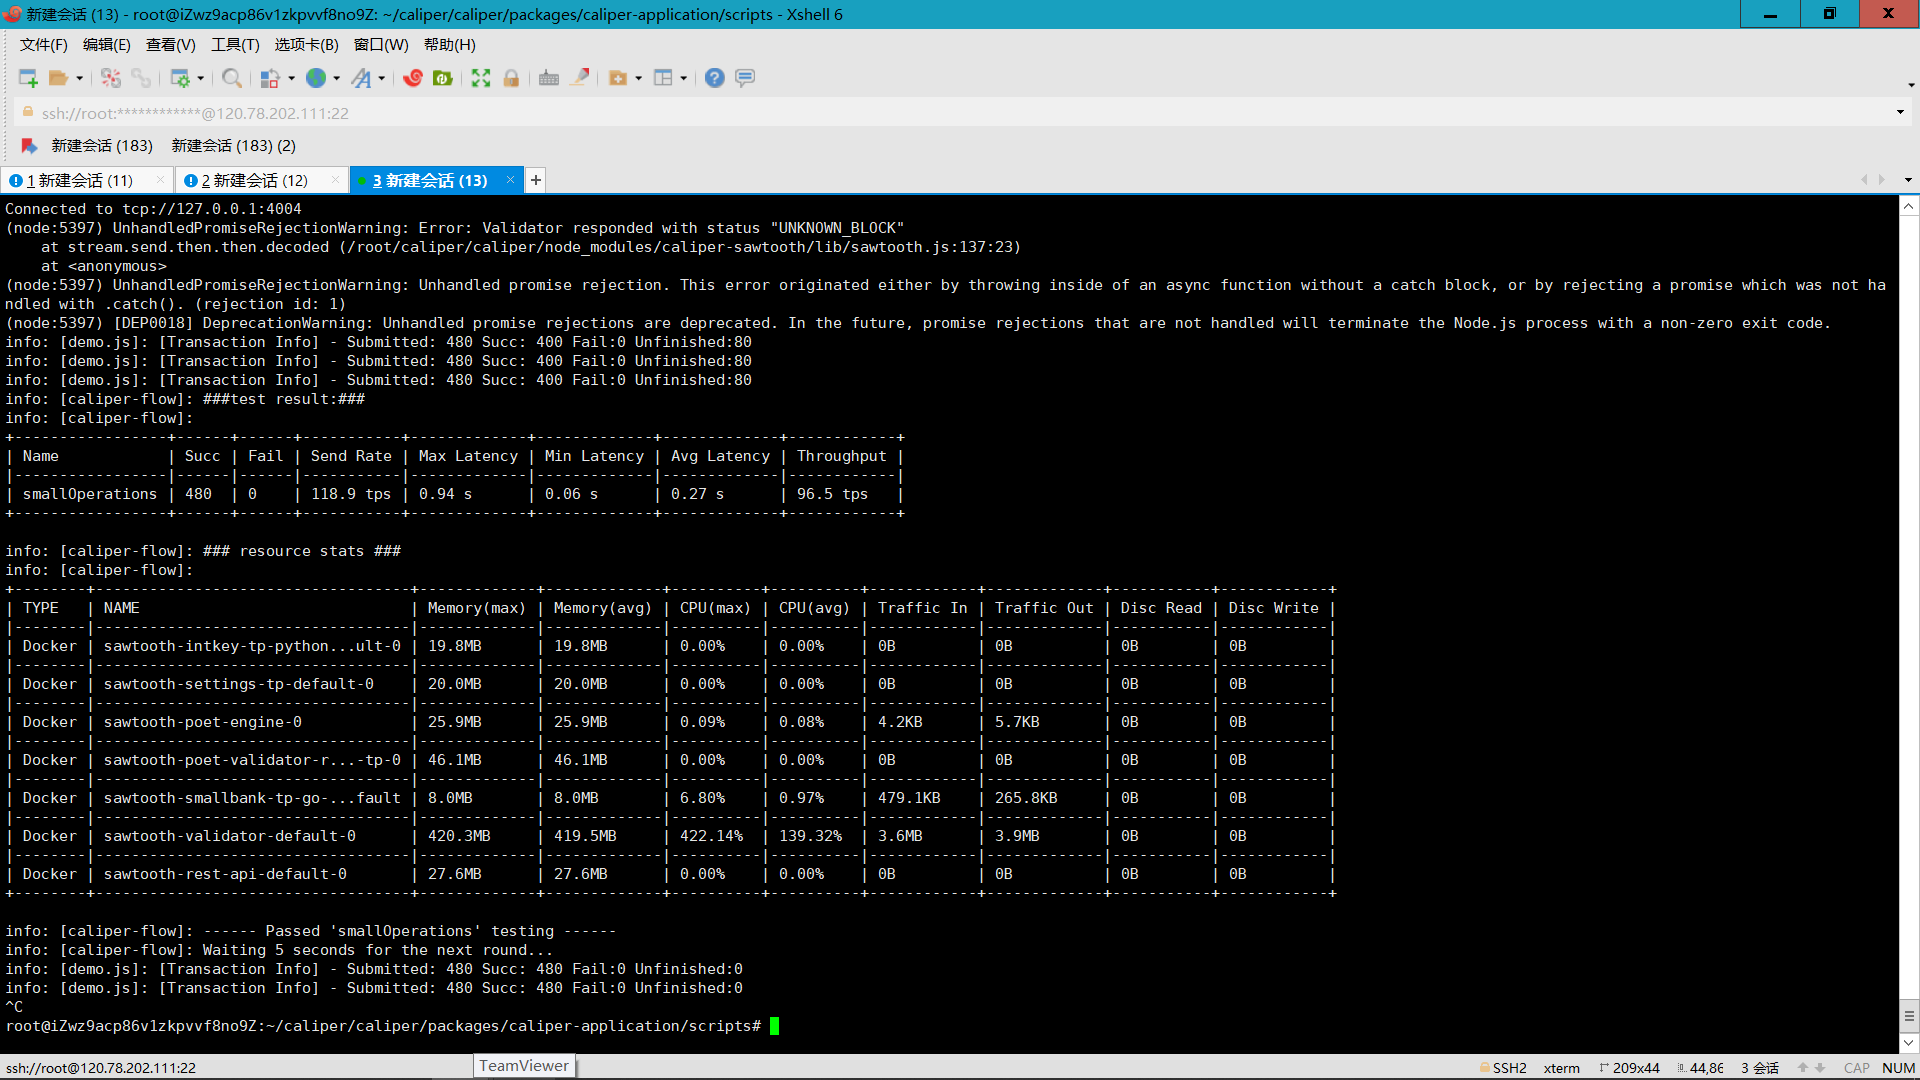 新建会话 (13) - root@iZwz9acp86v1zkpvvf8no9Z: ~/caliper/caliper/packages/caliper-application/scripts - Xshell 6
文件(F) 编辑(E) 查看(V) 工具(T) 选项卡(B) 窗口(W) 帮助(H)
ssh://root:************@120.78.202.111:22
新建会话 (183) 新建会话 (183) (2)
1 新建会话 (11) 2 新建会话 (12) 3 新建会话 (13) +
Connected to tcp://127.0.0.1:4004
(node:5397) UnhandledPromiseRejectionWarning: Error: Validator responded with status "UNKNOWN_BLOCK"
    at stream.send.then.then.decoded (/root/caliper/caliper/node_modules/caliper-sawtooth/lib/sawtooth.js:137:23)
    at <anonymous>
(node:5397) UnhandledPromiseRejectionWarning: Unhandled promise rejection. This error originated either by throwing inside of an async function without a catch block, or by rejecting a promise which was not ha
ndled with .catch(). (rejection id: 1)
(node:5397) [DEP0018] DeprecationWarning: Unhandled promise rejections are deprecated. In the future, promise rejections that are not handled will terminate the Node.js process with a non-zero exit code.
info: [demo.js]: [Transaction Info] - Submitted: 480 Succ: 400 Fail:0 Unfinished:80
info: [demo.js]: [Transaction Info] - Submitted: 480 Succ: 400 Fail:0 Unfinished:80
info: [demo.js]: [Transaction Info] - Submitted: 480 Succ: 400 Fail:0 Unfinished:80
info: [caliper-flow]: ###test result:###
info: [caliper-flow]:
| Name | Succ | Fail | Send Rate | Max Latency | Min Latency | Avg Latency | Throughput |
| smallOperations | 480 | 0 | 118.9 tps | 0.94 s | 0.06 s | 0.27 s | 96.5 tps |
info: [caliper-flow]: ### resource stats ###
info: [caliper-flow]:
| TYPE | NAME | Memory(max) | Memory(avg) | CPU(max) | CPU(avg) | Traffic In | Traffic Out | Disc Read | Disc Write |
| Docker | sawtooth-intkey-tp-python...ult-0 | 19.8MB | 19.8MB | 0.00% | 0.00% | 0B | 0B | 0B | 0B |
| Docker | sawtooth-settings-tp-default-0 | 20.0MB | 20.0MB | 0.00% | 0.00% | 0B | 0B | 0B | 0B |
| Docker | sawtooth-poet-engine-0 | 25.9MB | 25.9MB | 0.09% | 0.08% | 4.2KB | 5.7KB | 0B | 0B |
| Docker | sawtooth-poet-validator-r...-tp-0 | 46.1MB | 46.1MB | 0.00% | 0.00% | 0B | 0B | 0B | 0B |
| Docker | sawtooth-smallbank-tp-go-...fault | 8.0MB | 8.0MB | 6.80% | 0.97% | 479.1KB | 265.8KB | 0B | 0B |
| Docker | sawtooth-validator-default-0 | 420.3MB | 419.5MB | 422.14% | 139.32% | 3.6MB | 3.9MB | 0B | 0B |
| Docker | sawtooth-rest-api-default-0 | 27.6MB | 27.6MB | 0.00% | 0.00% | 0B | 0B | 0B | 0B |
info: [caliper-flow]: ------ Passed 'smallOperations' testing ------
info: [caliper-flow]: Waiting 5 seconds for the next round...
info: [demo.js]: [Transaction Info] - Submitted: 480 Succ: 480 Fail:0 Unfinished:0
info: [demo.js]: [Transaction Info] - Submitted: 480 Succ: 480 Fail:0 Unfinished:0
^C
root@iZwz9acp86v1zkpvvf8no9Z:~/caliper/caliper/packages/caliper-application/scripts#
TeamViewer
ssh://root@120.78.202.111:22 SSH2 xterm 209x44 44,86 3 会话 CAP NUM